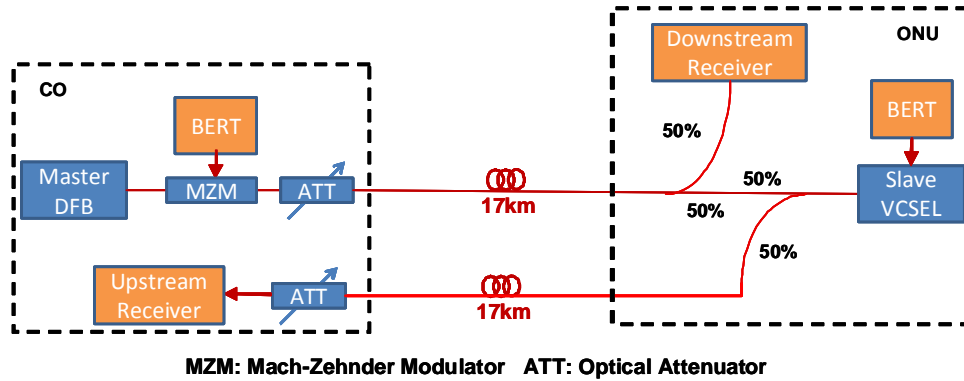 CO
BERT
Master
DFB
MZM
ATT
17km
Upstream
Receiver
ATT
17km
ONU
Downstream
Receiver
50%
BERT
50%
50%
Slave
VCSEL
50%
MZM: Mach-Zehnder Modulator ATT: Optical Attenuator